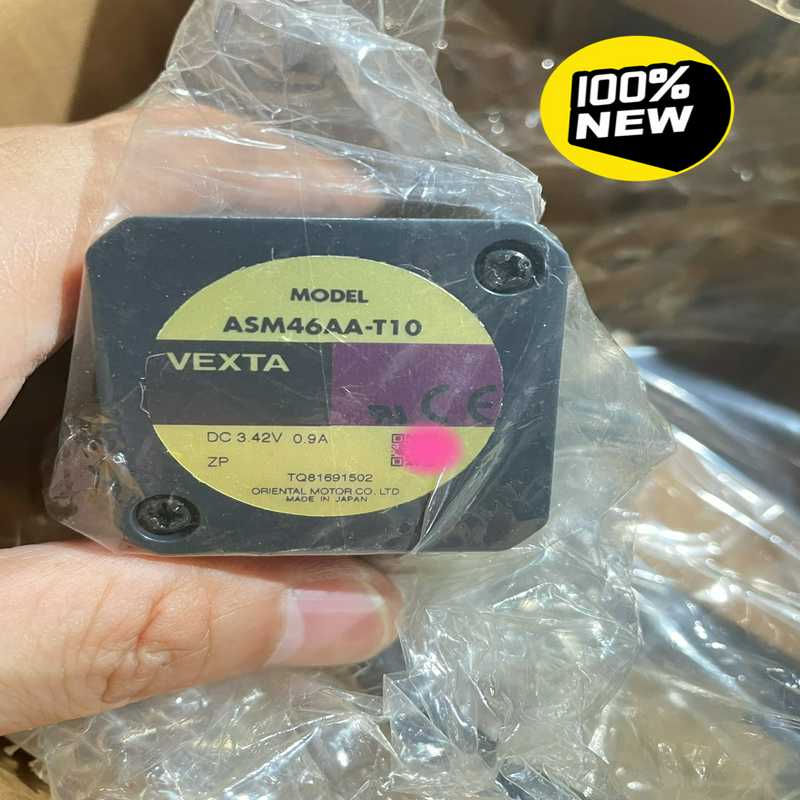 100%
NEW
MODEL
ASM46AA-T10
VEXTA
CE
DC 3.42V 0.9A
ZP
TQ81691502
ORIENTAL MOTOR CO. LTD
MADE IN JAPAN